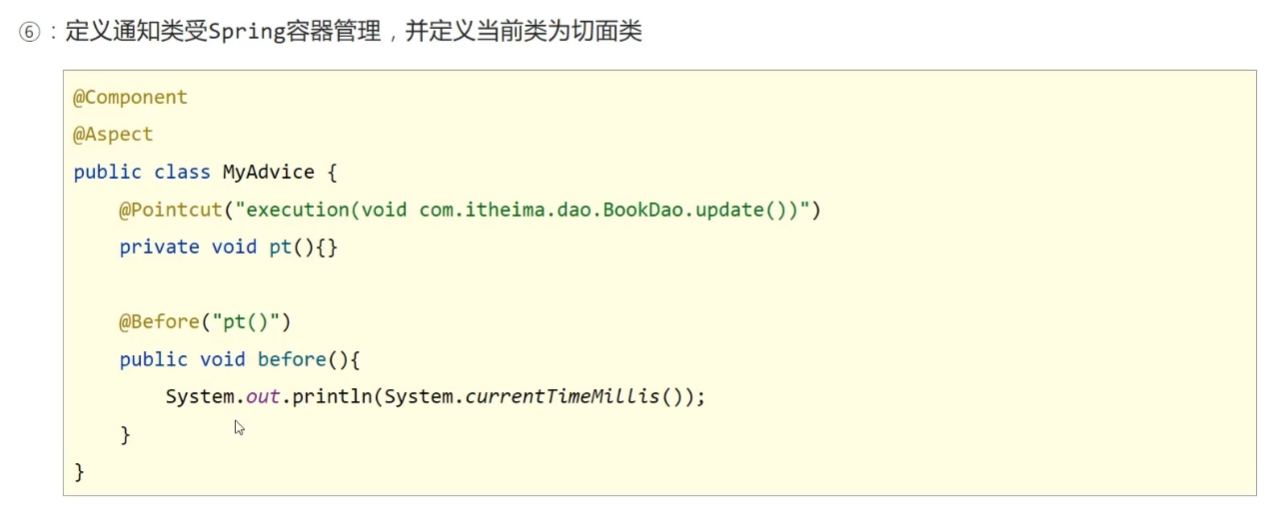 ⑥：定义通知类受Spring容器管理，并定义当前类为切面类
@Component
@Aspect
public class MyAdvice {
    @Pointcut("execution(void com.itheima.dao.BookDao.update())")
    private void pt(){}
    @Before("pt()")
    public void before(){
        System.out.println(System.currentTimeMillis());
    }
}